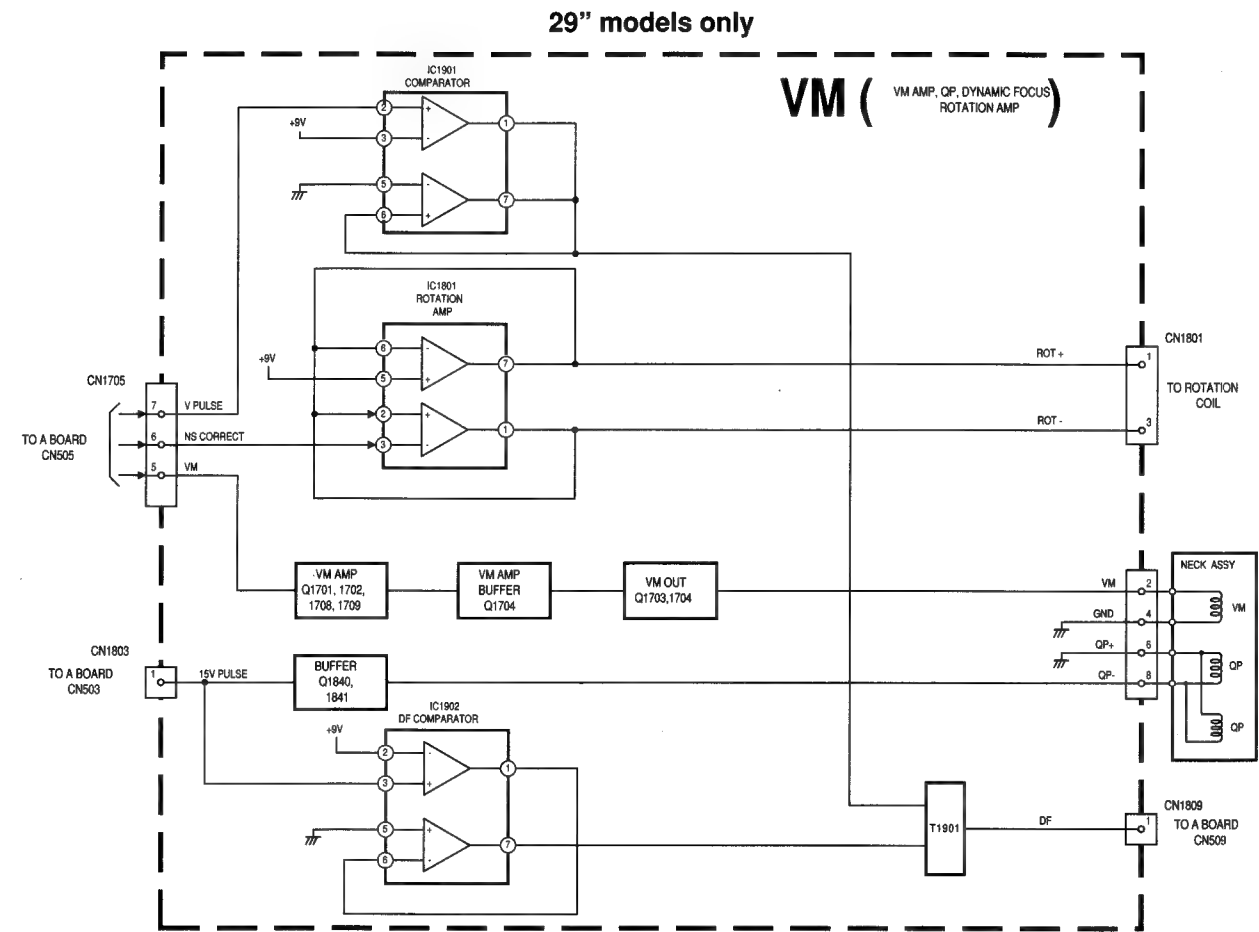 29” models only
VM ( VM AMP, QP, DYNAMIC FOCUS
ROTATION AMP )
IC1901
COMPARATOR
2
+
+9V
3
-
1
5
-
7
6
+
IC1801
ROTATION
AMP
6
-
+9V
5
+
7
2
+
1
3
-
CN1705
7
V PULSE
TO A BOARD
CN505
6
NS CORRECT
5
VM
ROT +
ROT -
CN1801
1
3
TO ROTATION
COIL
VM AMP
Q1701, 1702,
1708, 1709
VM AMP
BUFFER
Q1704
VM OUT
Q1703,1704
VM
2
GND
4
QP+
6
QP-
8
NECK ASSY
VM
QP
QP
CN1803
TO A BOARD
CN503
1
15V PULSE
BUFFER
Q1840,
1841
IC1902
DF COMPARATOR
+9V
2
-
3
+
1
5
+
7
6
-
T1901
DF
CN1809
1
TO A BOARD
CN509